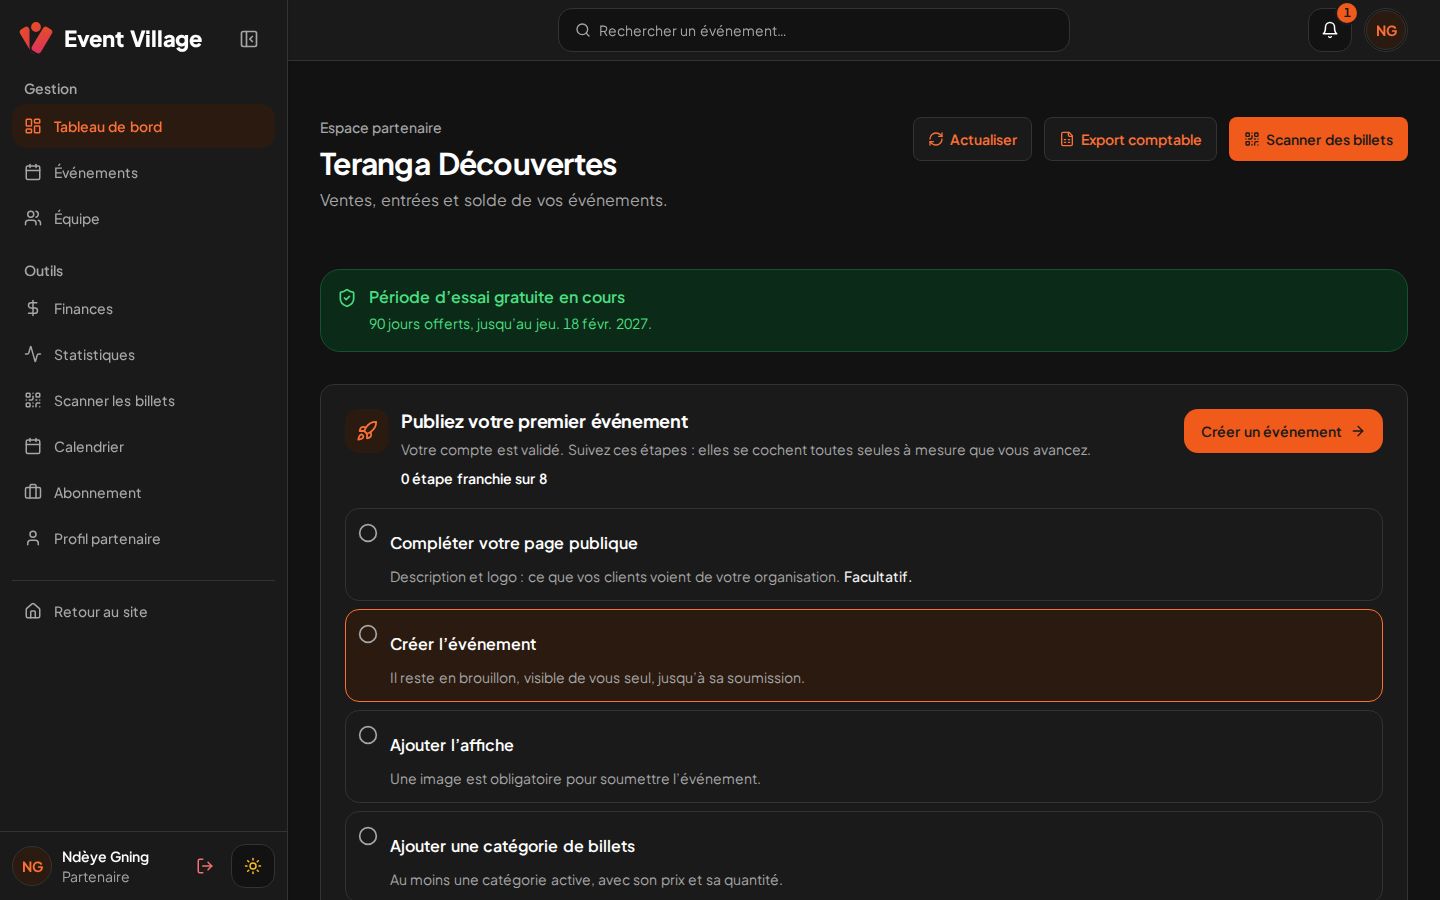 Event Village
Rechercher un événement...
1
NG
Gestion
Tableau de bord
Événements
Équipe
Outils
Finances
Statistiques
Scanner les billets
Calendrier
Abonnement
Profil partenaire
Retour au site
NG
Ndèye Gning
Partenaire
Espace partenaire
Teranga Découvertes
Ventes, entrées et solde de vos événements.
Actualiser
Export comptable
Scanner des billets
Période d’essai gratuite en cours
90 jours offerts, jusqu’au jeu. 18 févr. 2027.
Publiez votre premier événement
Votre compte est validé. Suivez ces étapes : elles se cochent toutes seules à mesure que vous avancez.
0 étape franchie sur 8
Créer un événement
Compléter votre page publique
Description et logo : ce que vos clients voient de votre organisation. Facultatif.
Créer l’événement
Il reste en brouillon, visible de vous seul, jusqu’à sa soumission.
Ajouter l’affiche
Une image est obligatoire pour soumettre l’événement.
Ajouter une catégorie de billets
Au moins une catégorie active, avec son prix et sa quantité.